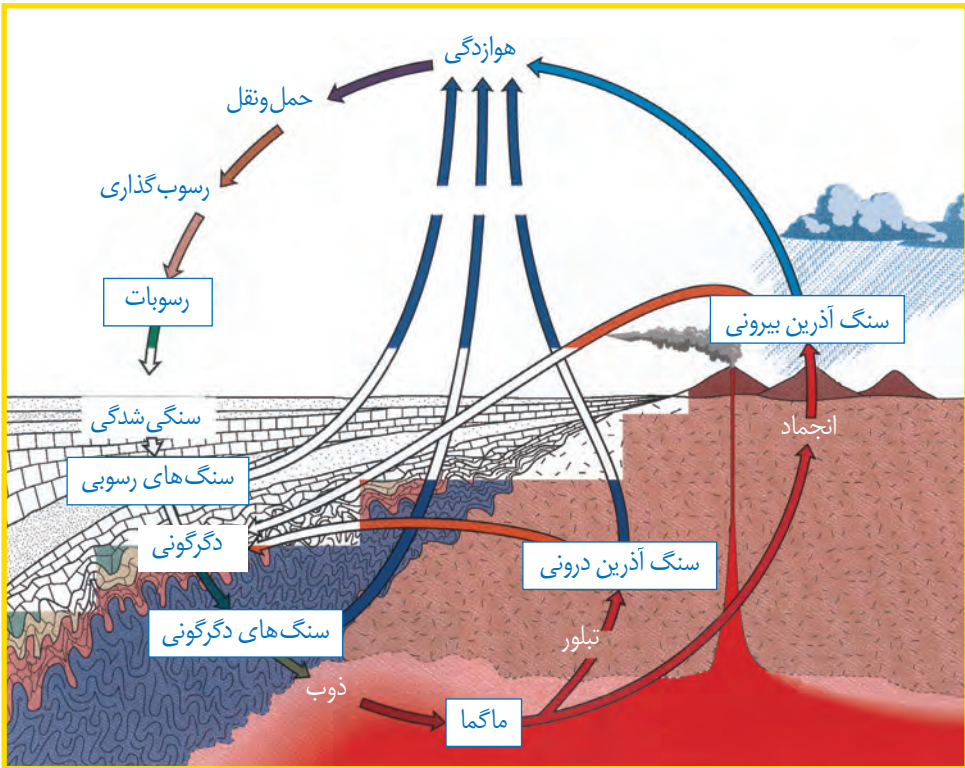 هوازدگی
حمل‌ونقل
رسوب‌گذاری
رسوبات
سنگ آذرین بیرونی
انجماد
سنگی‌شدگی
سنگ‌های رسوبی
دگرگونی
سنگ آذرین درونی
سنگ‌های دگرگونی
تبلور
ذوب
ماگما